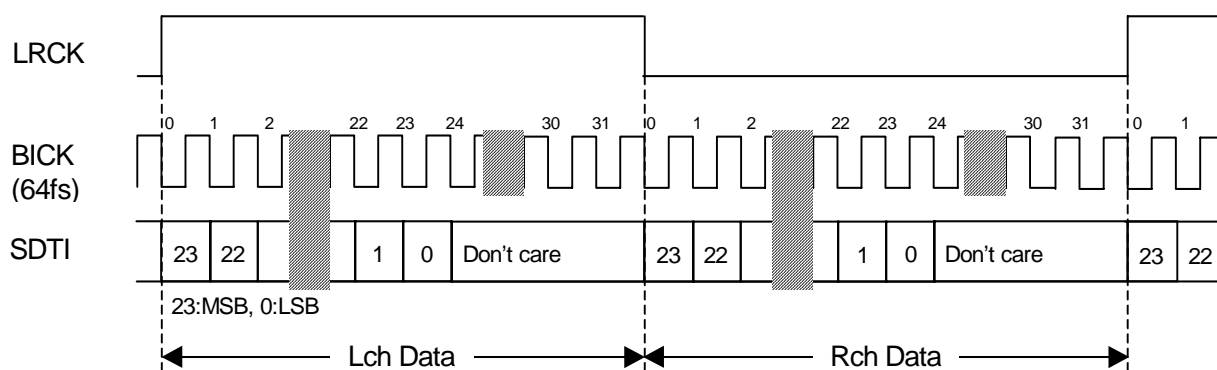 LRCK
0 1 2 22 23 24 30 31 0 1 2 22 23 24 30 31 0 1
BICK
(64fs)
SDTI 23 22 1 0 Don't care 23 22 1 0 Don't care 23 22
23:MSB, 0:LSB
Lch Data Rch Data